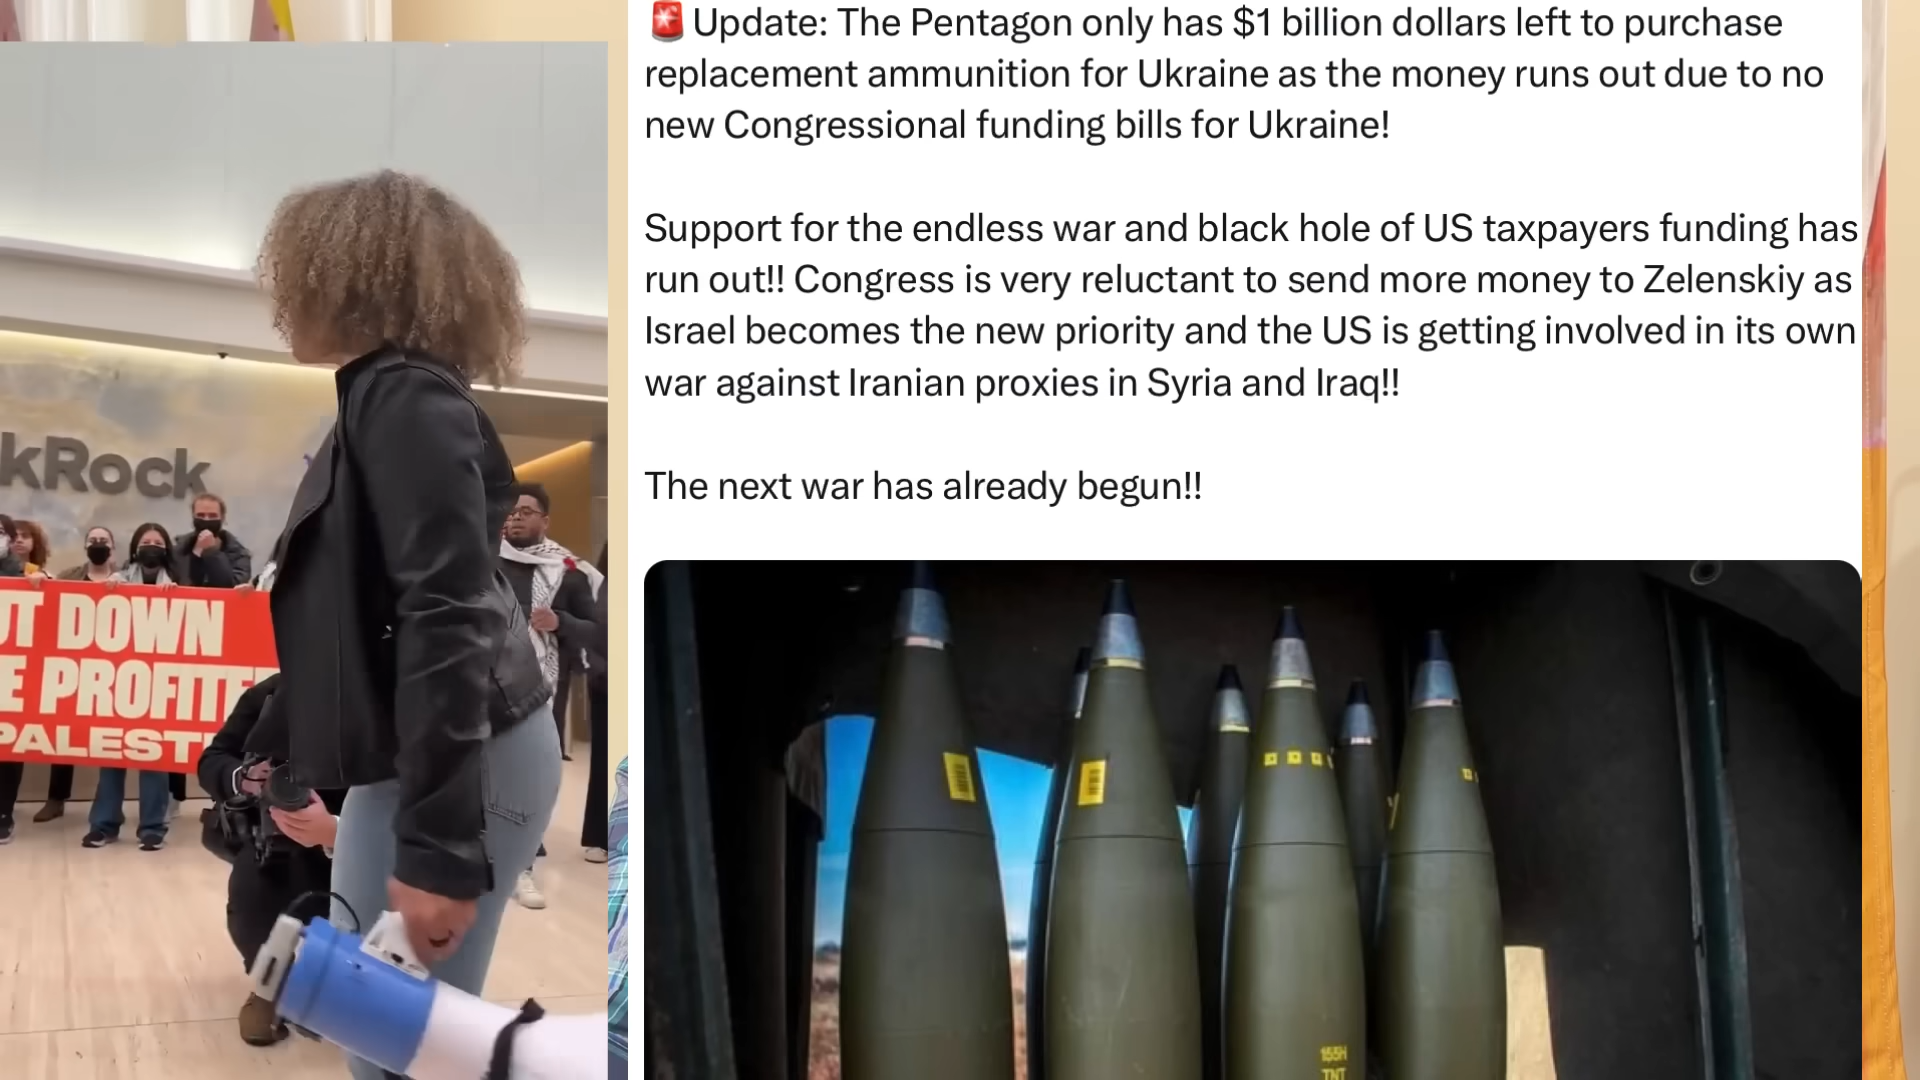 🚨 Update: The Pentagon only has $1 billion dollars left to purchase
replacement ammunition for Ukraine as the money runs out due to no
new Congressional funding bills for Ukraine!
Support for the endless war and black hole of US taxpayers funding has
run out!! Congress is very reluctant to send more money to Zelenskiy as
Israel becomes the new priority and the US is getting involved in its own
war against Iranian proxies in Syria and Iraq!!
The next war has already begun!!
kRock
UT DOWN
E PROFITE
PALEST
155H
TNT